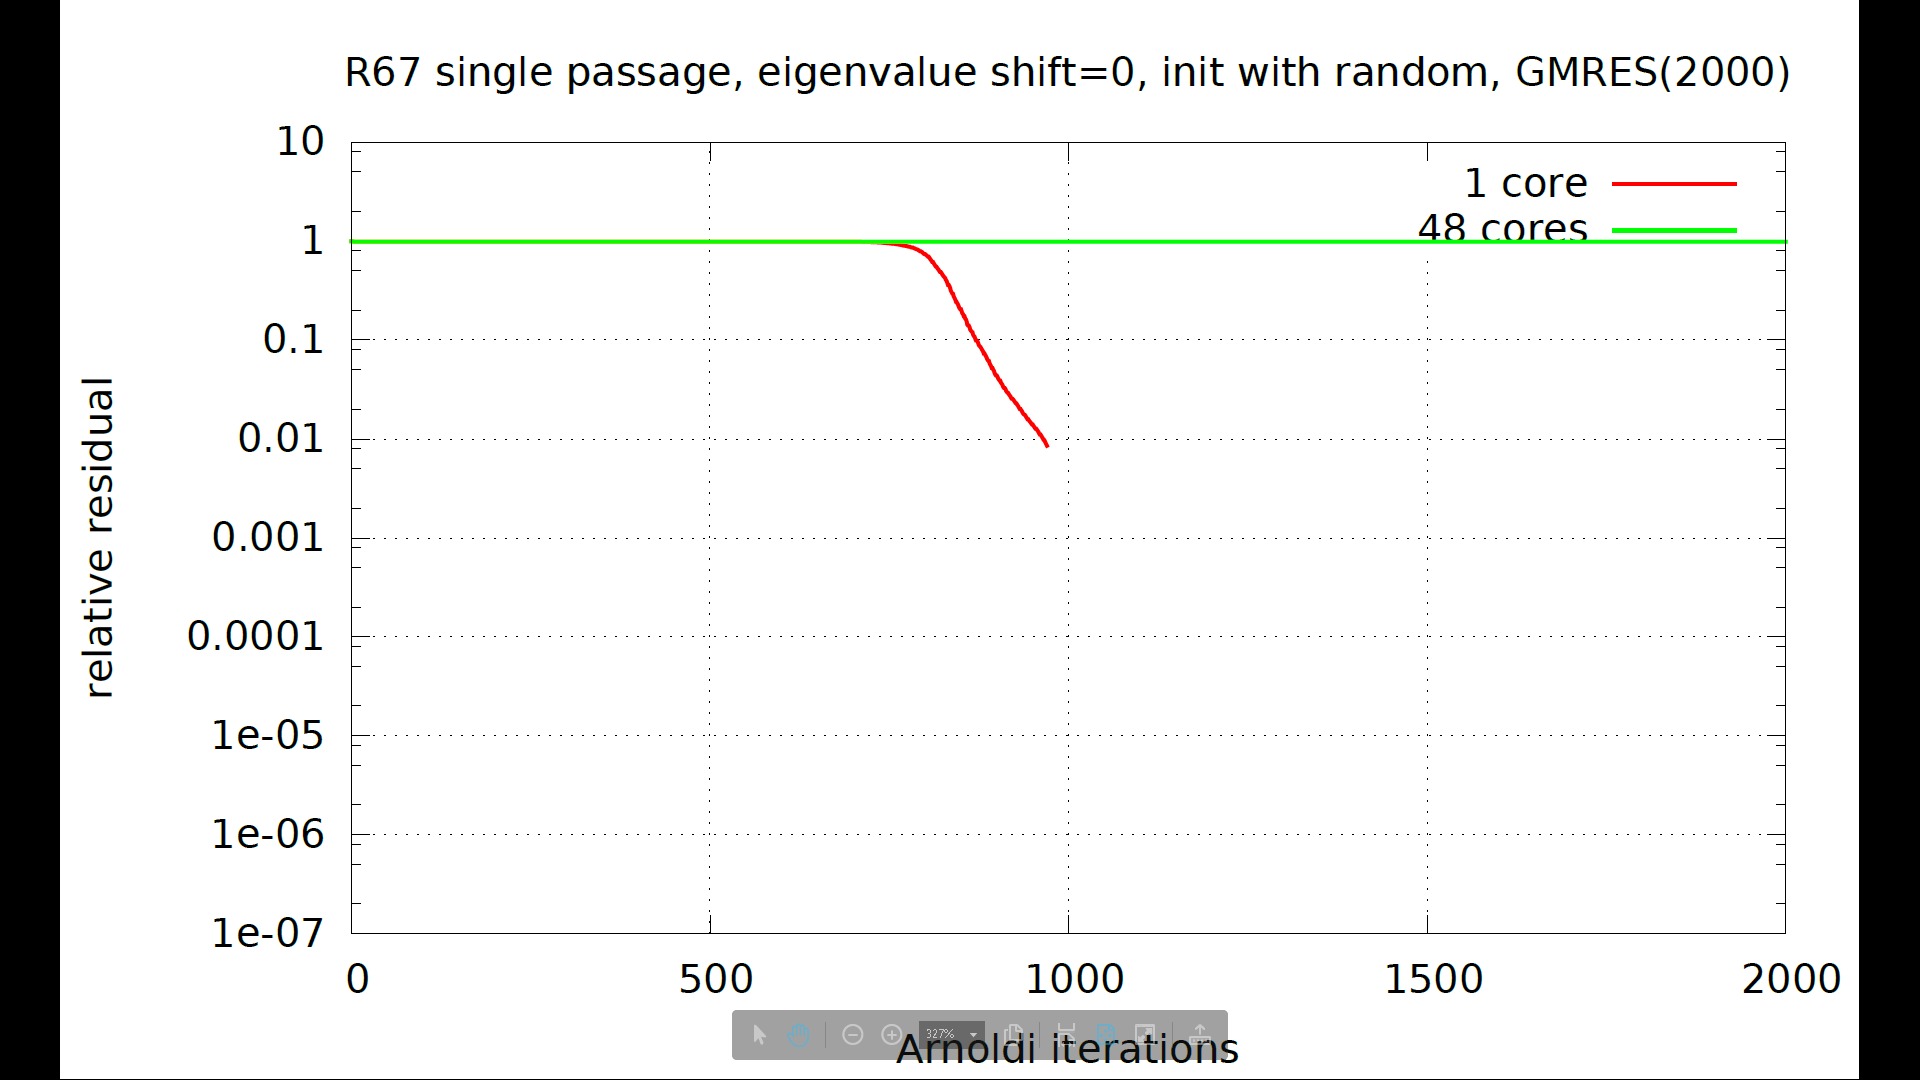 R67 single passage, eigenvalue shift=0, init with random, GMRES(2000)
10
1 core
48 cores
1
0.1
0.01
0.001
0.0001
1e-05
1e-06
1e-07
relative residual
0
500
1000
1500
2000
327%
Arnoldi iterations